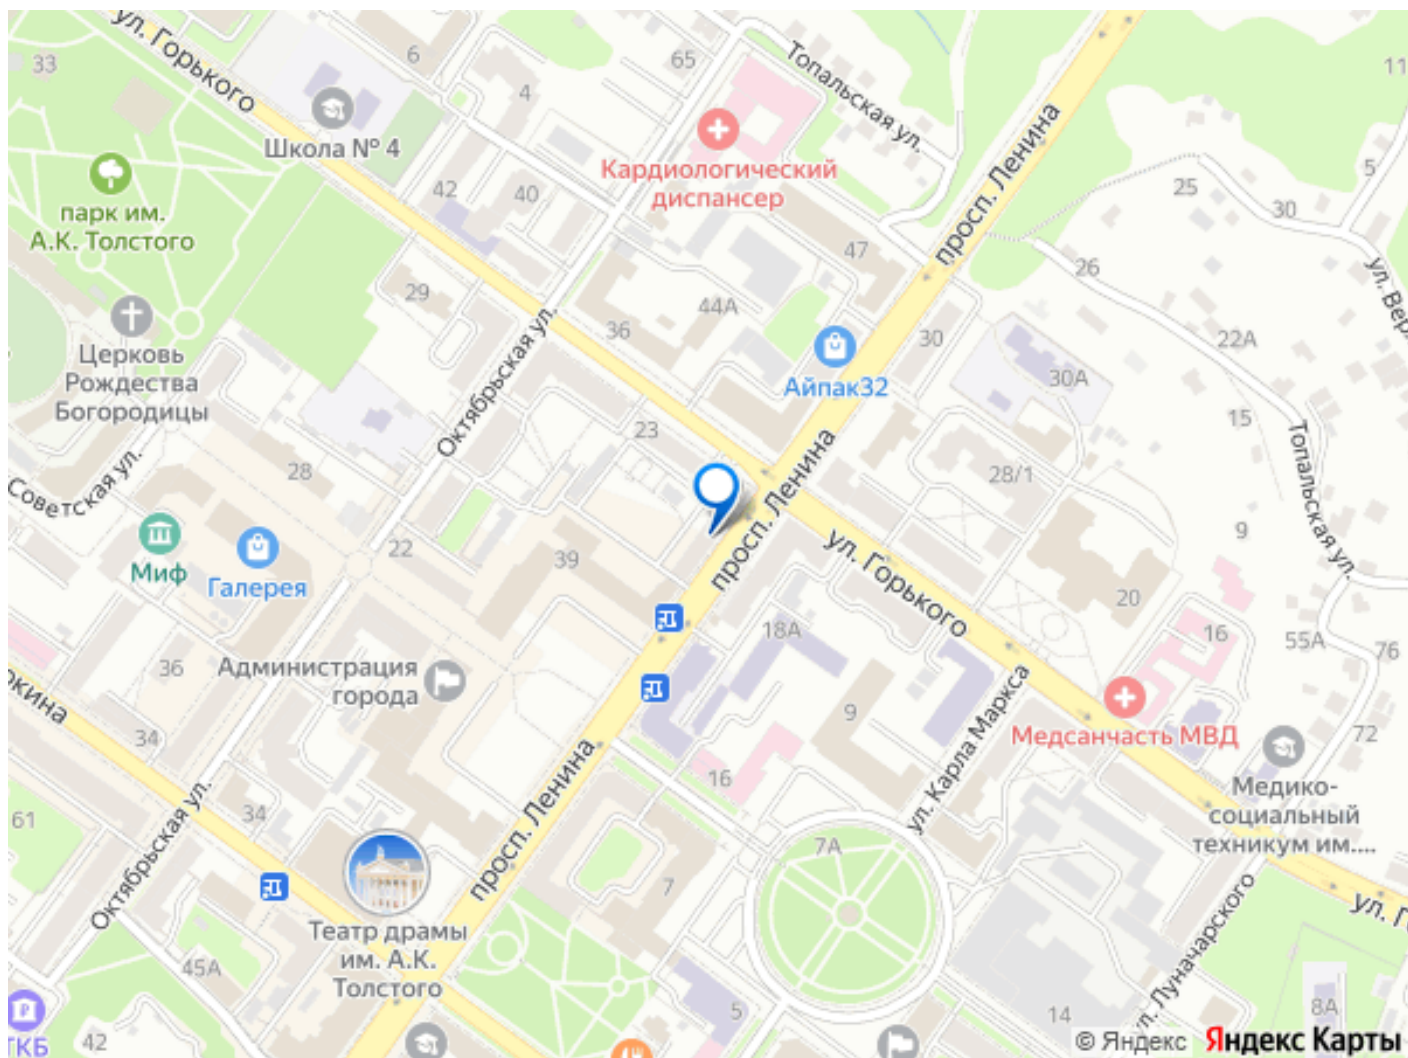 ул. Горького
6
65
Топальская ул.
33
4
11
Школа № 4
Кардиологический
диспансер
просп. Ленина
42
40
5
25
30
парк им.
А.К. Толстого
47
26
ул. Вер
29
44А
36
30
22А
Церковь
Рождества
Богородицы
Октябрьская ул.
Айпак32
30А
15
23
Топальская ул.
28
28/1
Советская ул.
просп. Ленина
9
Миф
Галерея
22
39
ул. Горького
20
18А
16
55А
76
36
Администрация
города
9
ул. Карла Маркса
Медсанчасть МВД
72
34
16
просп. Ленина
Медико-
социальный
техникум им....
61
34
Октябрьская ул.
7А
7
ул. Г
Театр драмы
им. А.К.
Толстого
45А
ул. Луначарского
5
14
8А
ТКБ
42
© Яндекс Яндекс Карты